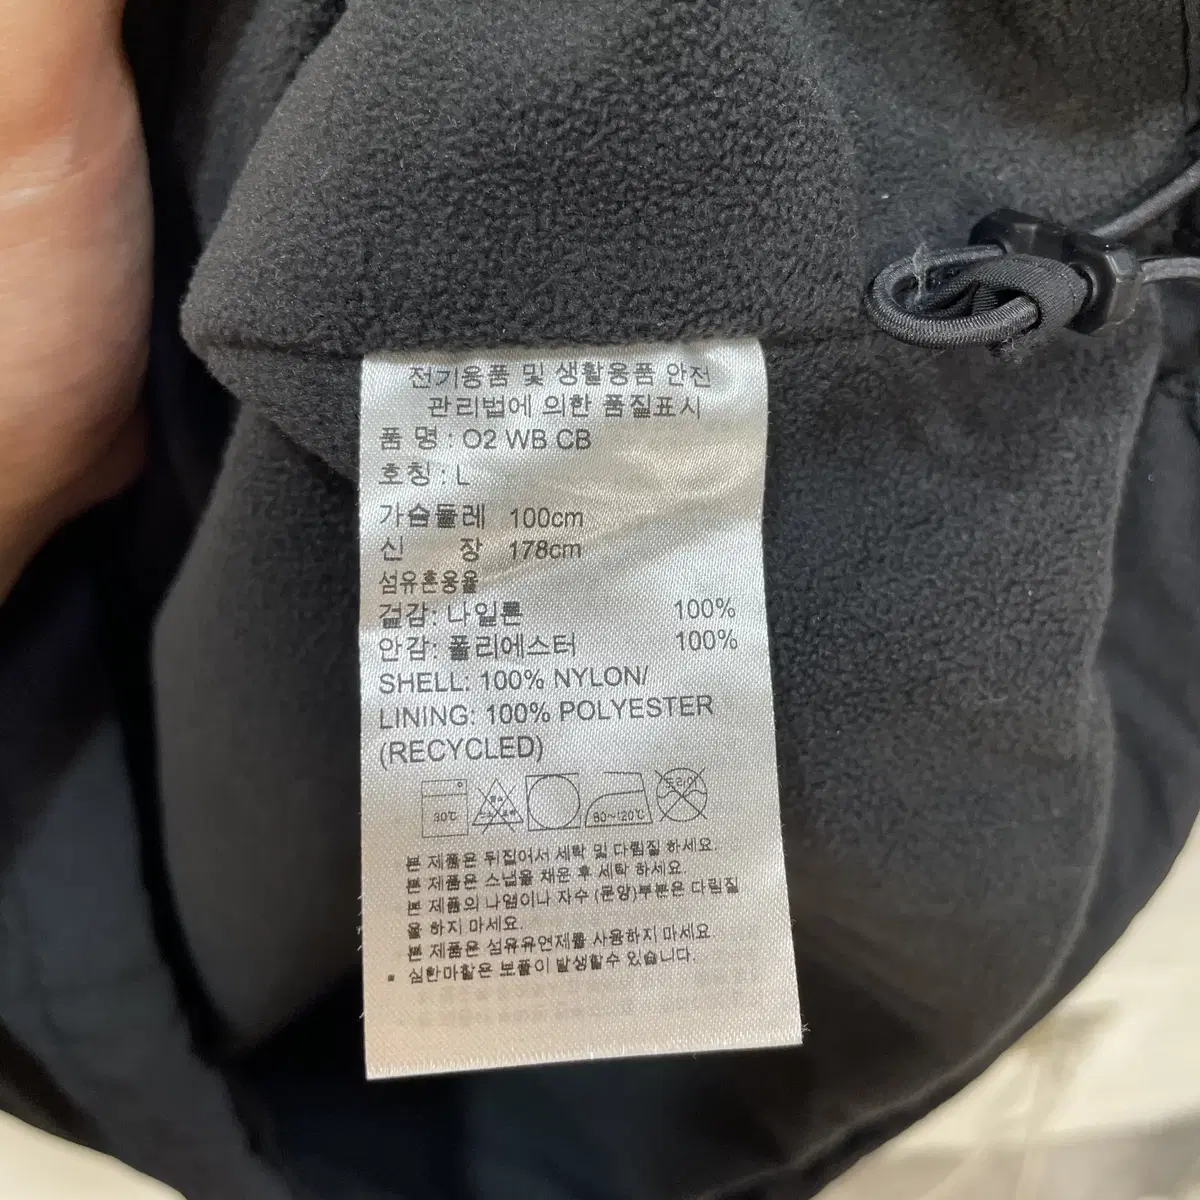 전기용품 및 생활용품 안전
관리법에 의한 품질표시
품 명 : O2 WB CB
호칭 : L
가슴둘레 100cm
신 장 178cm
섬유혼용율
겉감: 나일론 100%
안감: 폴리에스터 100%
SHELL: 100% NYLON/
LINING: 100% POLYESTER
(RECYCLED)
30℃
80~120℃
드라이
본 제품은 뒤집어서 세탁 및 다림질 하세요.
본 제품은 스냅을 채운 후 세탁 하세요.
본 제품의 나염이나 자수 (문양)부분은 다림질
을 하지 마세요.
본 제품은 섬유유연제를 사용하지 마세요.
심한마찰은 보풀이 발생할수 있습니다.